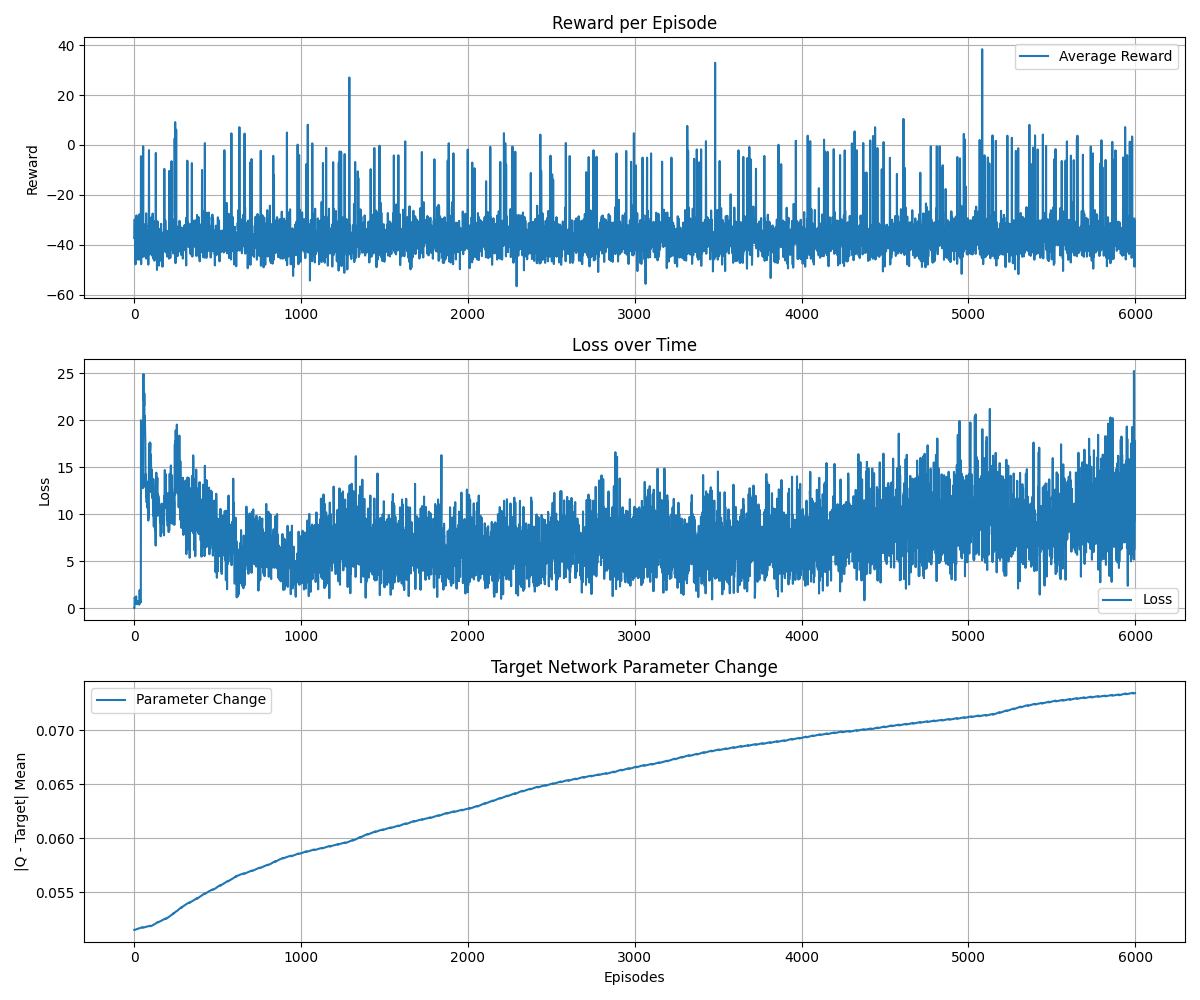 Reward per Episode
Reward
40
20
0
−20
−40
−60
Average Reward
0 1000 2000 3000 4000 5000 6000
Loss over Time
Loss
25
20
15
10
5
0
Loss
0 1000 2000 3000 4000 5000 6000
Target Network Parameter Change
|Q - Target| Mean
Parameter Change
0.070
0.065
0.060
0.055
0 1000 2000 3000 4000 5000 6000
Episodes